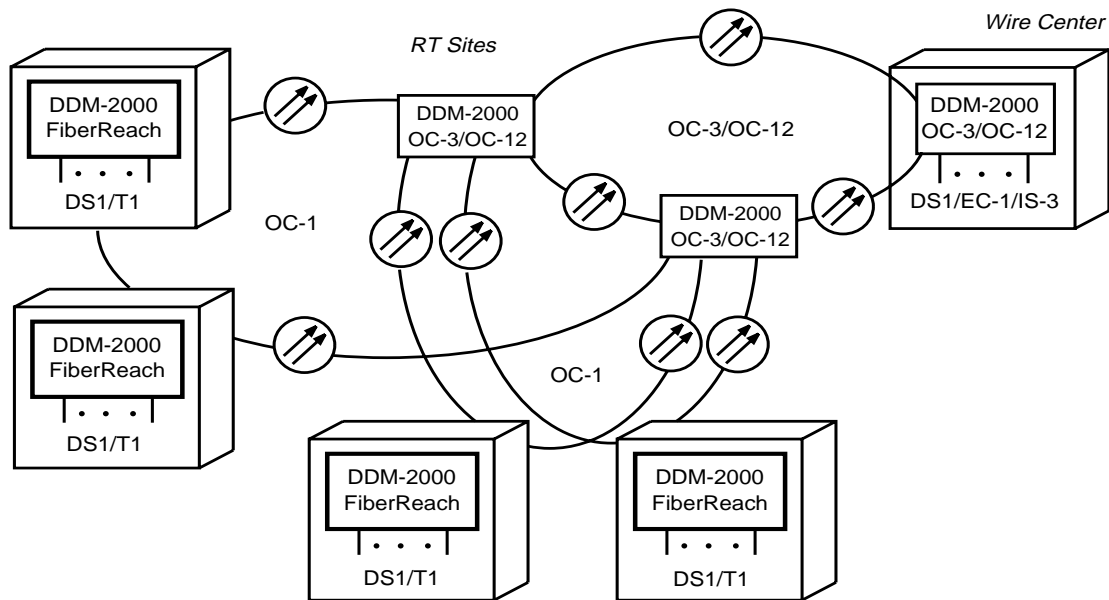 Wire Center
RT Sites
DDM-2000
FiberReach
. . .
DS1/T1
DDM-2000
OC-3/OC-12
OC-3/OC-12
DDM-2000
OC-3/OC-12
. . .
DS1/EC-1/IS-3
OC-1
DDM-2000
OC-3/OC-12
DDM-2000
FiberReach
. . .
DS1/T1
OC-1
DDM-2000
FiberReach
. . .
DS1/T1
DDM-2000
FiberReach
. . .
DS1/T1